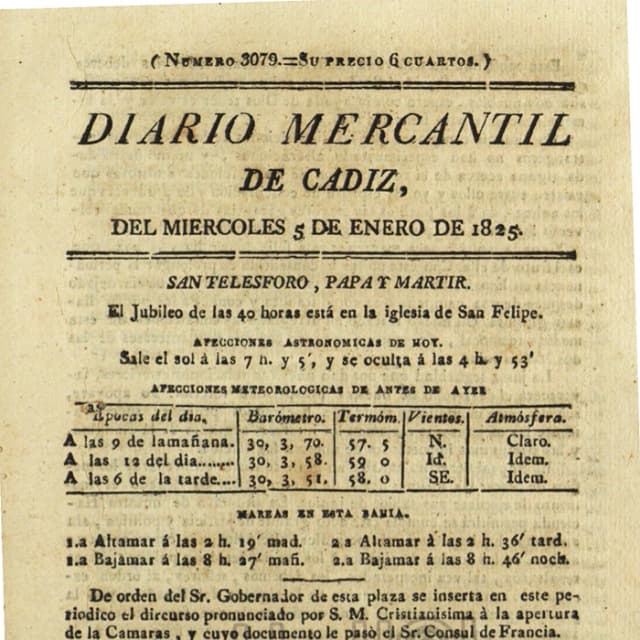 ( NUMERO 3079.=SU PRECIO 6 CUARTOS. )
DIARIO MERCANTIL
DE CADIZ,
DEL MIERCOLES 5 DE ENERO DE 1825.
SAN TELESFORO, PAPA Y MARTIR.
El Jubileo de las 40 horas está en la iglesia de San Felipe.
AFECCIONES ASTRONOMICAS DE HOY.
Sale el sol á las 7 h. y 5', y se oculta á las 4 h. y 53'
AFECCIONES METEOROLOGICAS DE ANTES DE AYER
Epocas del dia. Barómetro. Termóm. Vientos. Atmósfera.
A las 9 de lamañana. 30, 3, 70. 57. 5 N. Claro.
A las 12 del dia....... 30, 3, 58. 59 0 Id. Idem.
A las 6 de la tarde.... 30, 3, 51. 58. 0 SE. Idem.
MAREAS EN ESTA BAHIA.
1.a Altamar á las 2 h. 19' mad. 2 a Altamar à las 2 h. 36' tard.
1.a Bajamar á las 8 h. 27' mañ. 2.a Bajamar á las 8 h. 46' noch.
De orden del Sr. Gobernador de esta plaza se inserta en este pe-
riodico el dircurso pronunciado por S. M. Cristianisima à la apertura
de la Camaras, y cuyo documento le pasò el Sr. Consul de Francia.